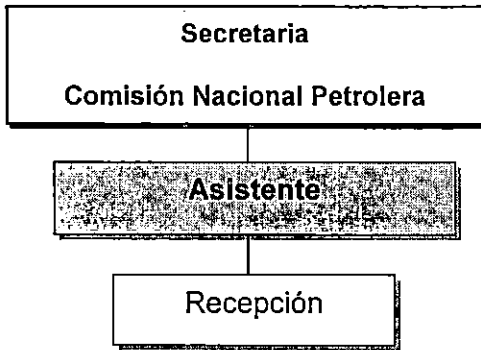 Secretaria
Comisión Nacional Petrolera
Asistente
Recepción